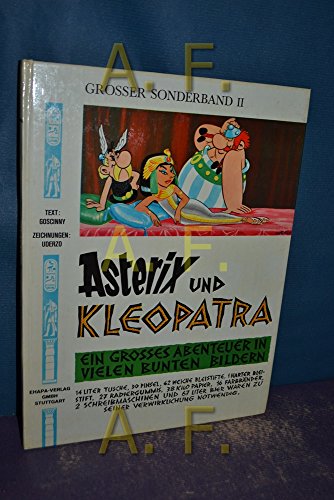 A. F.
GROSSER SONDERBAND II
A. F.
TEXT:
GOSCINNY
ZEICHNUNGEN:
UDERZO
A. F.
Asterix UND
KLEOPATRA
A. F.
EIN GROSSES ABENTEUER IN
VIELEN BUNTEN BILDERN
14 LITER TUSCHE, 30 PINSEL, 62 WEICHE BLEISTIFTE, 1 HARTER BLEI-
STIFT, 27 RADIERGUMMIS, 38 KILO PAPIER, 16 FARBBÄNDER,
2 SCHREIBMASCHINEN UND 67 LITER BIER WAREN ZU
SEINER VERWIRKLICHUNG NOTWENDIG.
EHAPA-VERLAG
GMBH
STUTTGART
A. F.